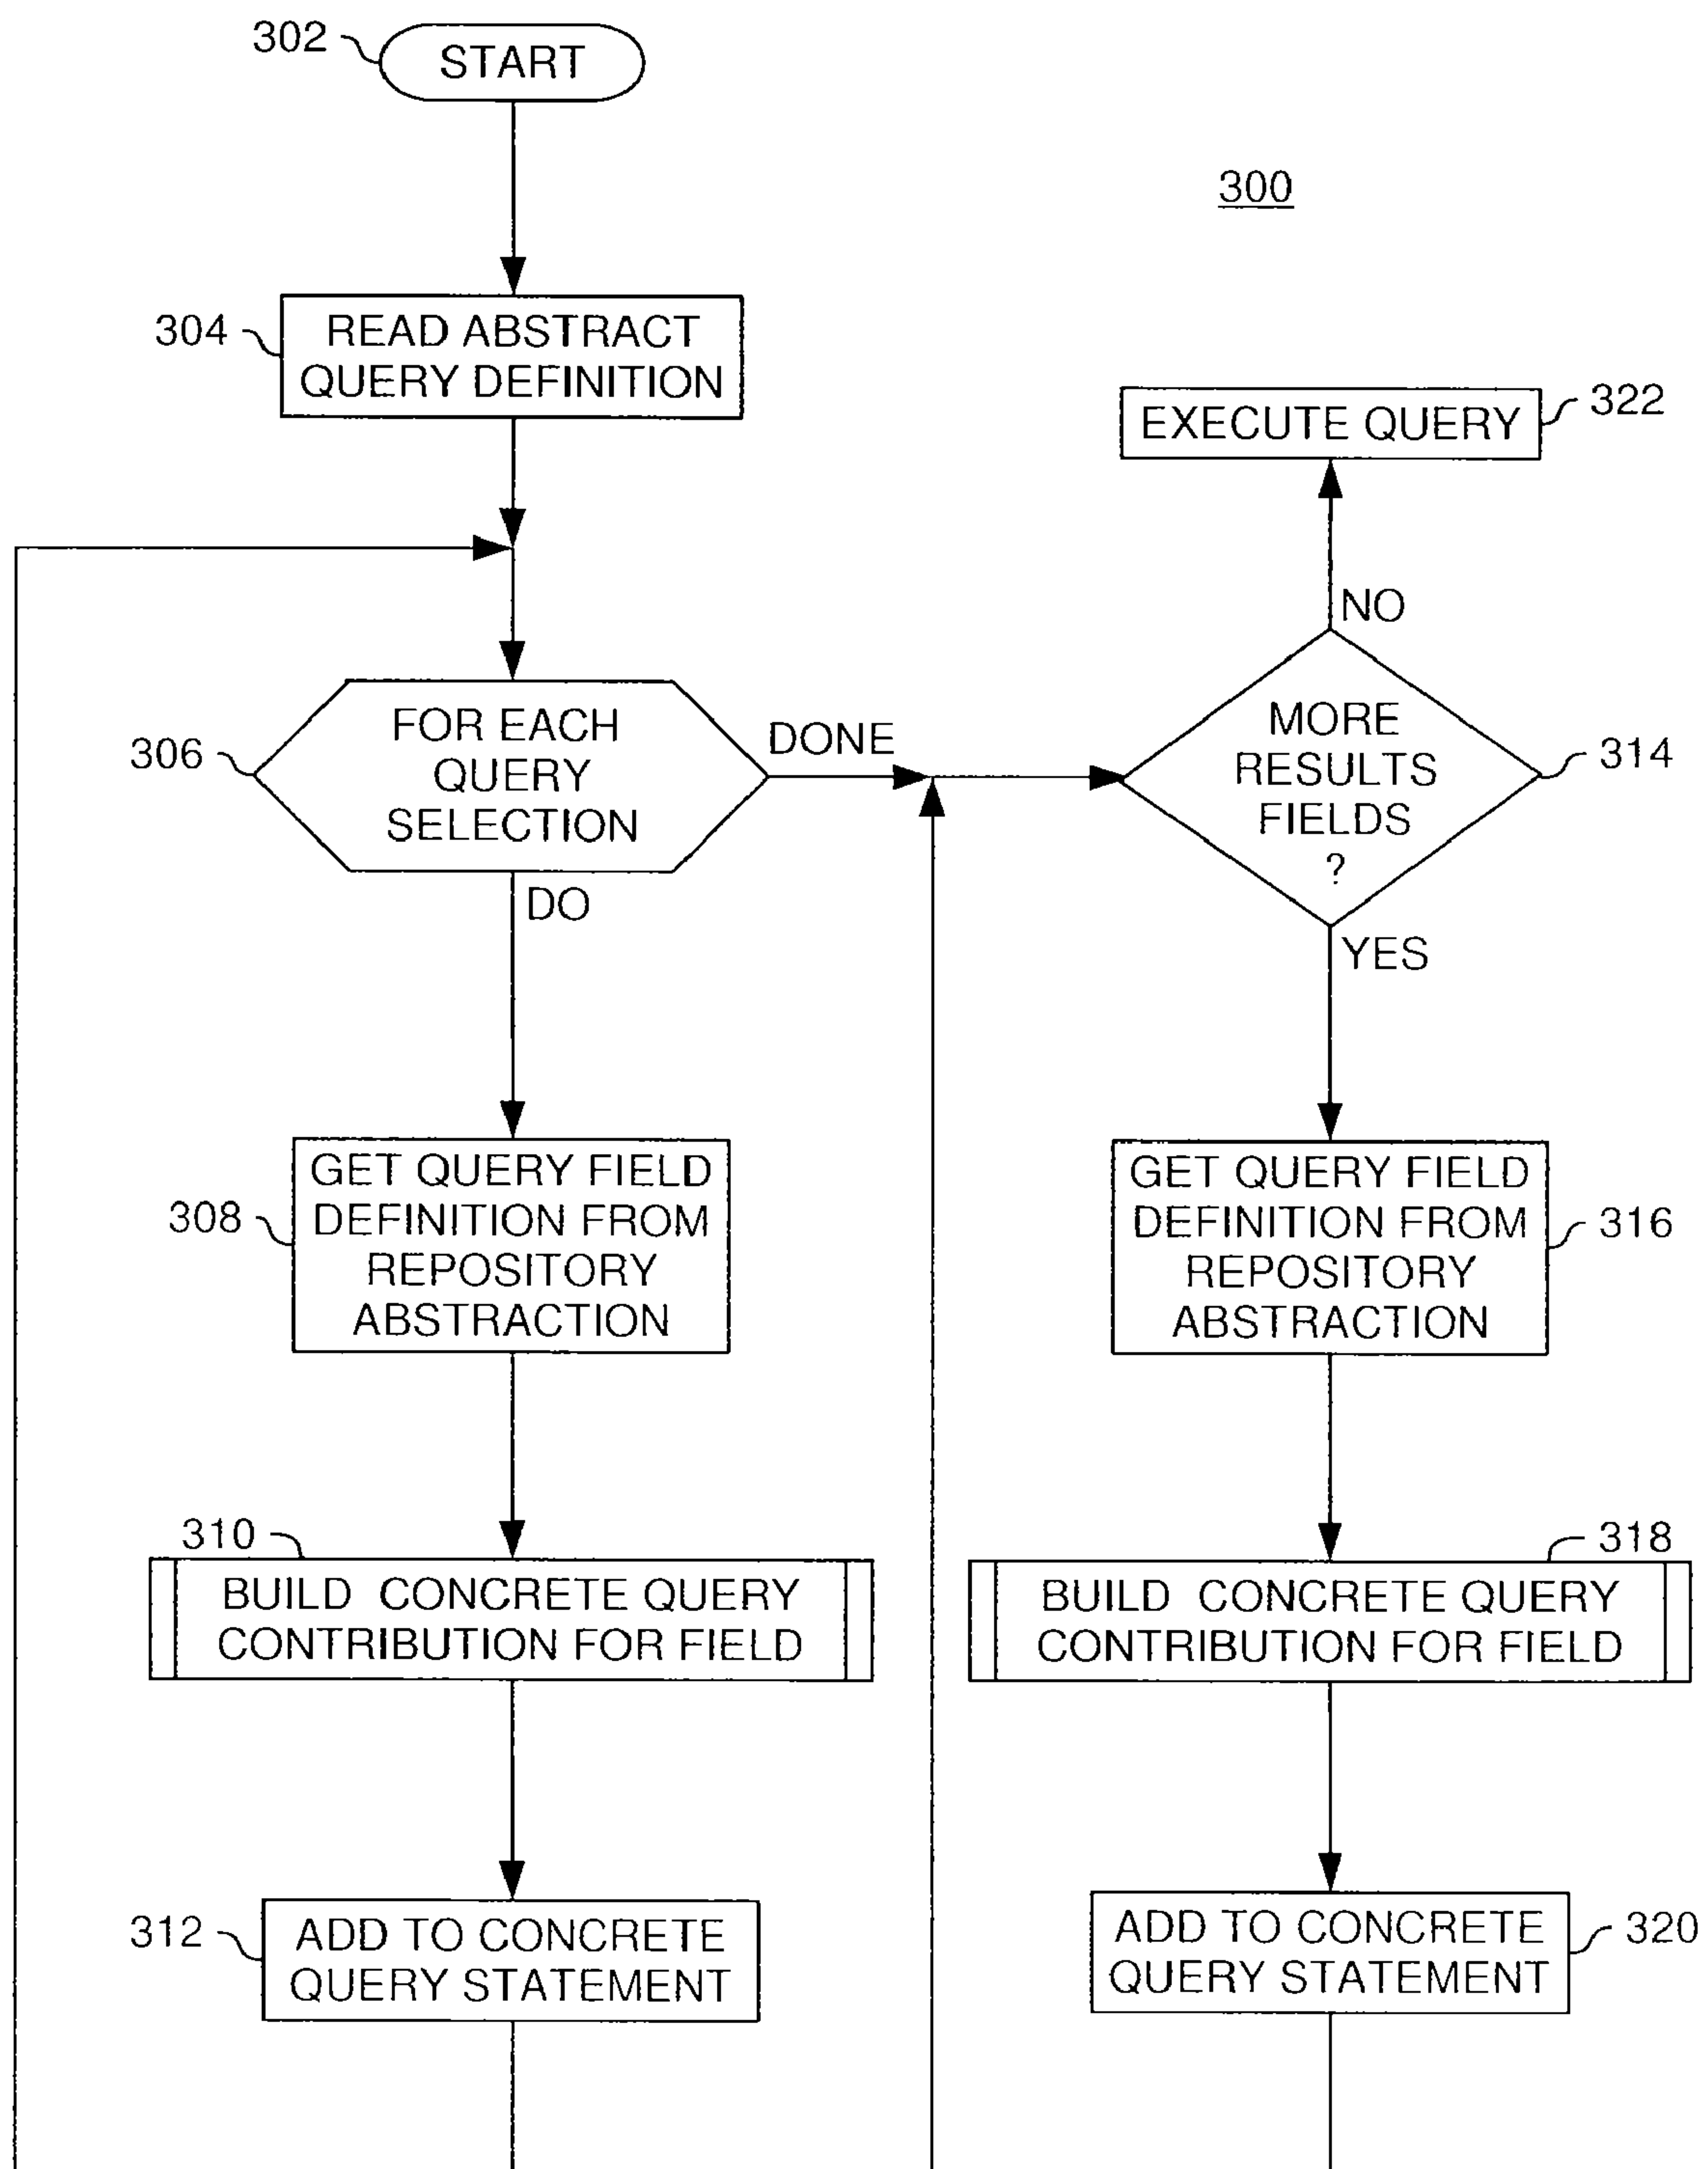 302
START
300
304
READ ABSTRACT
QUERY DEFINITION
EXECUTE QUERY
322
NO
306
FOR EACH
QUERY
SELECTION
DONE
DO
MORE
RESULTS
FIELDS
?
314
YES
308
GET QUERY FIELD
DEFINITION FROM
REPOSITORY
ABSTRACTION
GET QUERY FIELD
DEFINITION FROM
REPOSITORY
ABSTRACTION
316
310
BUILD CONCRETE QUERY
CONTRIBUTION FOR FIELD
318
BUILD CONCRETE QUERY
CONTRIBUTION FOR FIELD
312
ADD TO CONCRETE
QUERY STATEMENT
ADD TO CONCRETE
QUERY STATEMENT
320